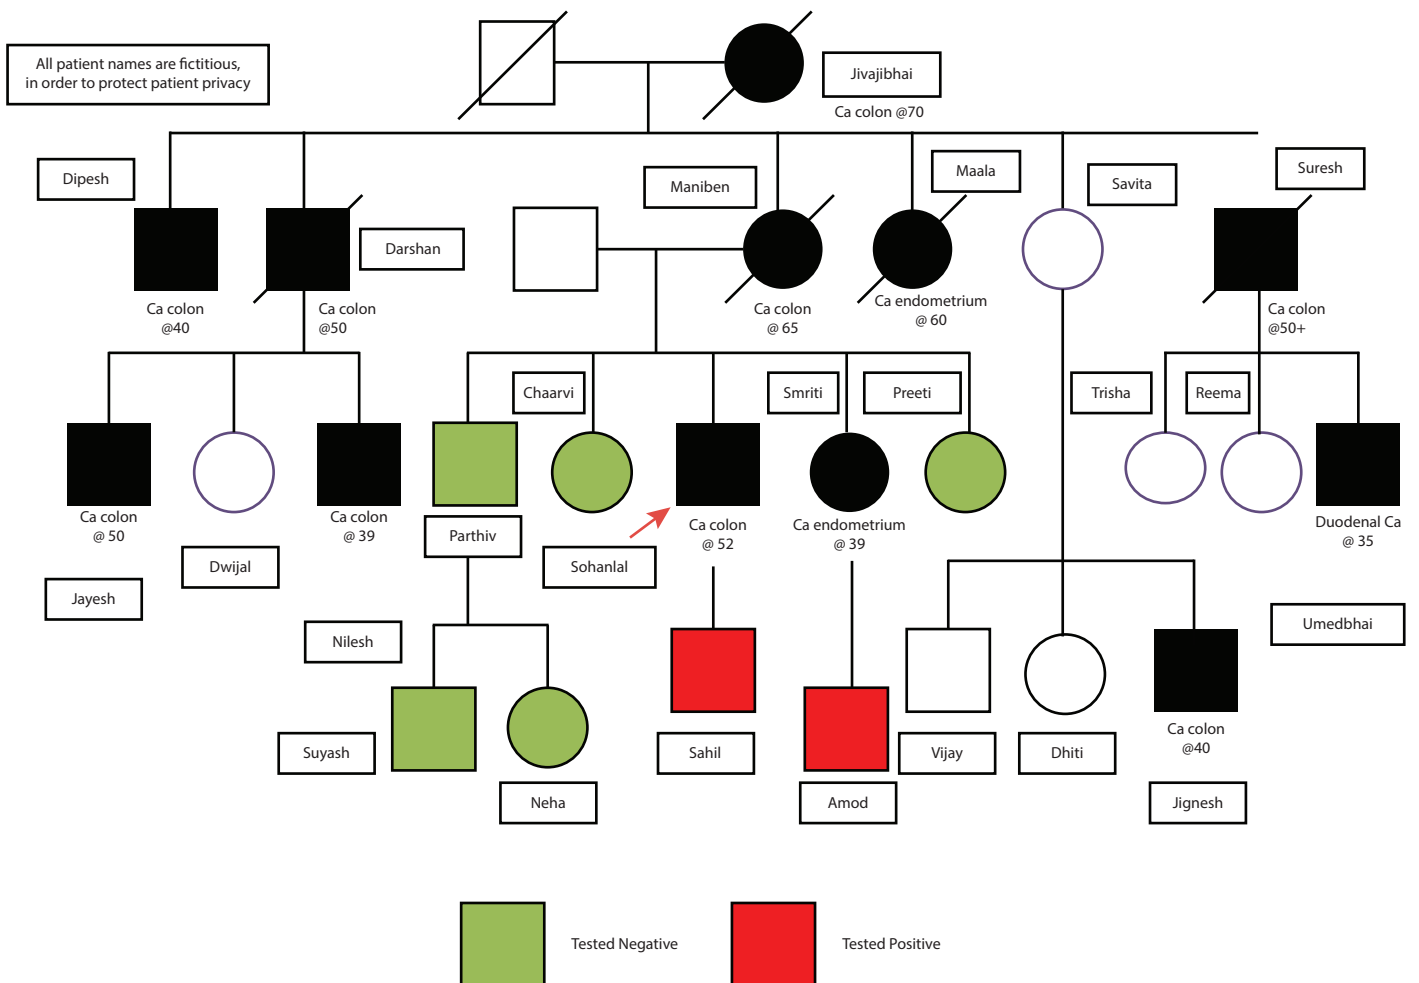 All patient names are fictitious,
in order to protect patient privacy
Jivajibhai
Ca colon @70
Dipesh
Maniben
Maala
Savita
Suresh
Darshan
Ca colon
@40
Ca colon
@50
Ca colon
@ 65
Ca endometrium
@ 60
Ca colon
@50+
Chaarvi
Smriti
Preeti
Trisha
Reema
Ca colon
@ 50
Ca colon
@ 39
Parthiv
Ca colon
@ 52
Ca endometrium
@ 39
Duodenal Ca
@ 35
Jayesh
Dwijal
Sohanlal
Nilesh
Umedbhai
Suyash
Neha
Sahil
Amod
Vijay
Dhiti
Ca colon
@40
Jignesh
Tested Negative
Tested Positive